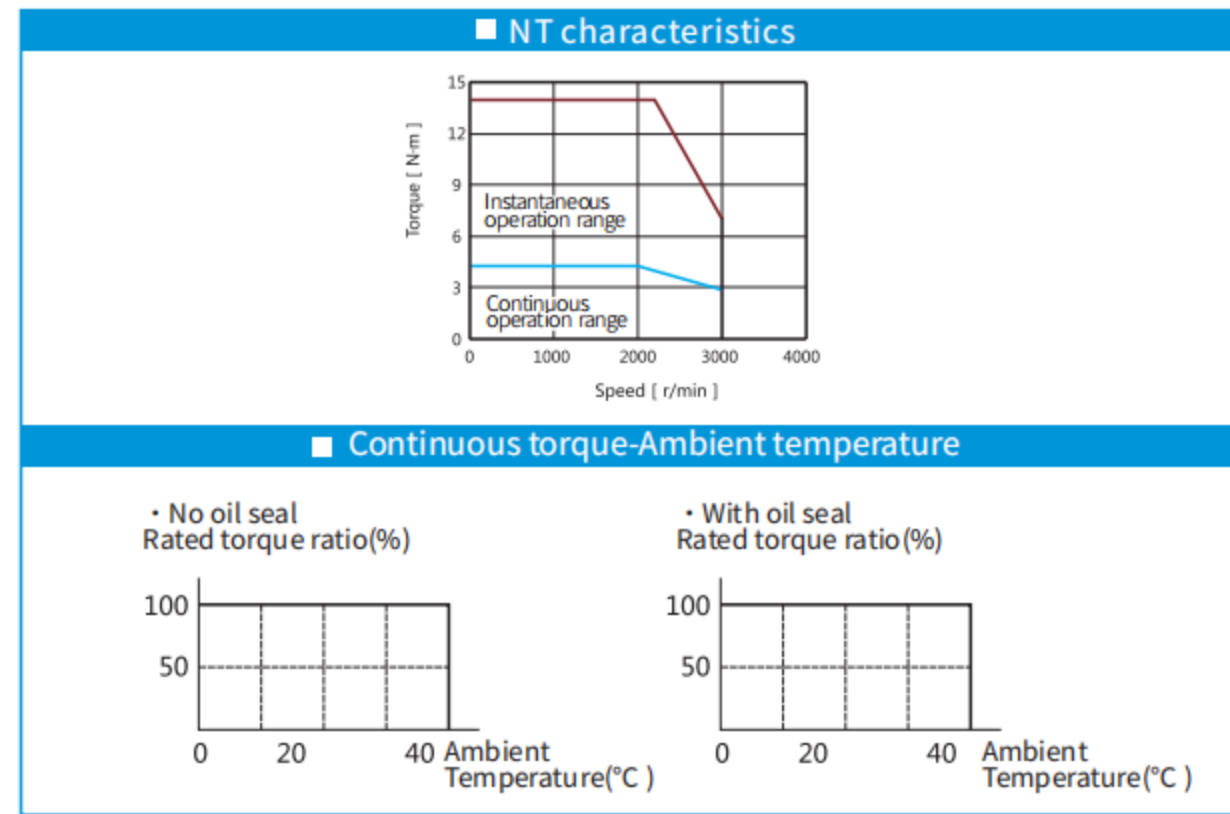 NT characteristics
15
12
9
6
3
0
Torque [ N·m ]
Instantaneous
operation range
Continuous
operation range
0 1000 2000 3000 4000
Speed [ r/min ]
Continuous torque-Ambient temperature
・No oil seal
Rated torque ratio(%)
100
50
0 20 40 Ambient
Temperature(°C )
・With oil seal
Rated torque ratio(%)
100
50
0 20 40 Ambient
Temperature(°C )